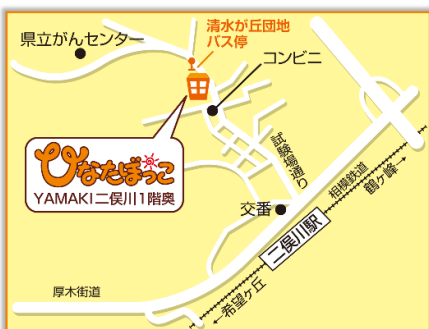 清水が丘団地
バス停
県立がんセンター
コンビニ
ひなたぼっこ
YAMAKI二俣川1階奥
試験場通り
相模鉄道
鶴ヶ峰→
交番
二俣川駅
←希望ヶ丘
厚木街道